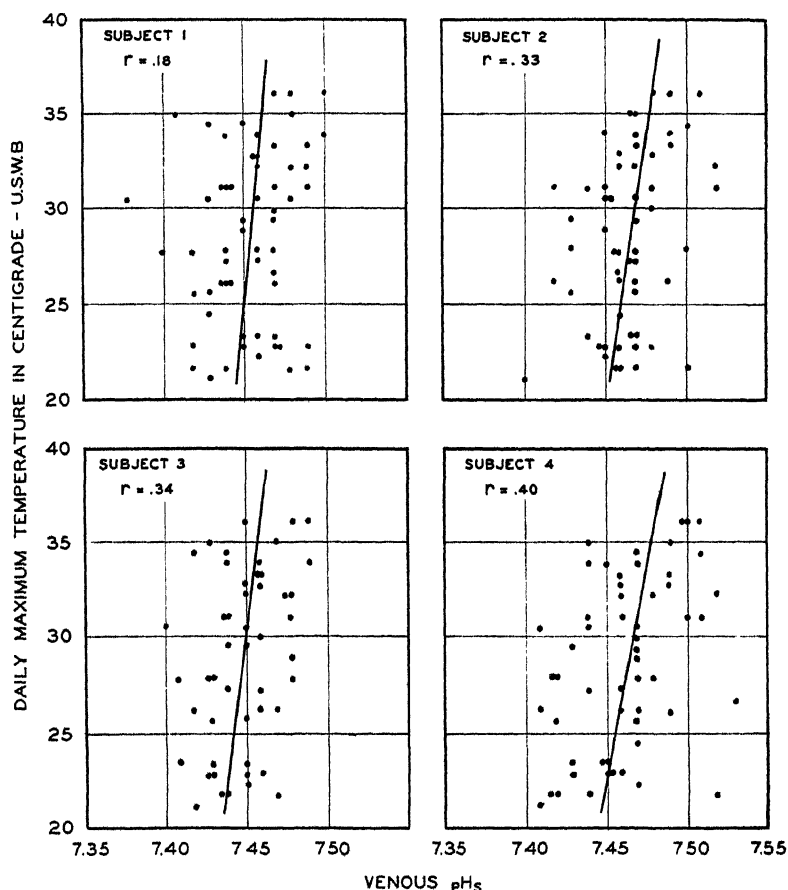 DAILY MAXIMUM TEMPERATURE IN CENTIGRADE - U.S.W.B
40
35
30
25
20
SUBJECT 1
r = .18
SUBJECT 2
r = .33
40
35
30
25
20
SUBJECT 3
r = .34
SUBJECT 4
r = .40
7.35 7.40 7.45 7.50 7.40 7.45 7.50 7.55
VENOUS pHs